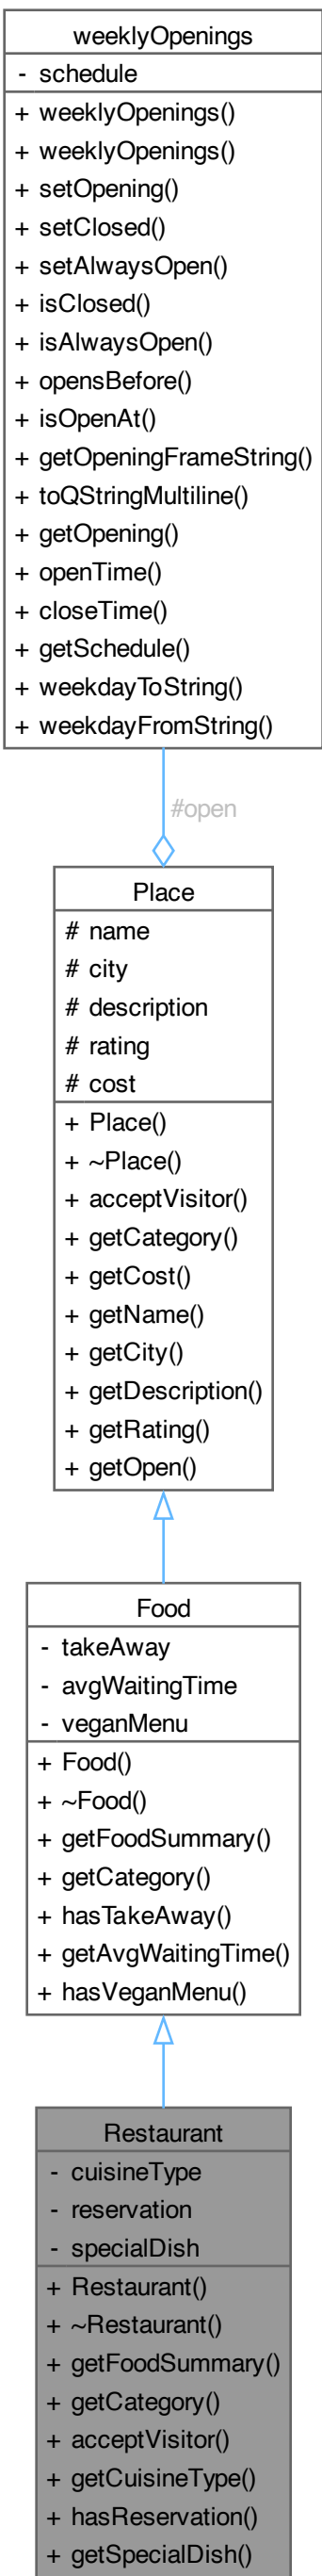 weeklyOpenings
- schedule
+ weeklyOpenings()
+ weeklyOpenings()
+ setOpening()
+ setClosed()
+ setAlwaysOpen()
+ isClosed()
+ isAlwaysOpen()
+ opensBefore()
+ isOpenAt()
+ getOpeningFrameString()
+ toQStringMultiline()
+ getOpening()
+ openTime()
+ closeTime()
+ getSchedule()
+ weekdayToString()
+ weekdayFromString()
#open
Place
# name
# city
# description
# rating
# cost
+ Place()
+ ~Place()
+ acceptVisitor()
+ getCategory()
+ getCost()
+ getName()
+ getCity()
+ getDescription()
+ getRating()
+ getOpen()
Food
- takeAway
- avgWaitingTime
- veganMenu
+ Food()
+ ~Food()
+ getFoodSummary()
+ getCategory()
+ hasTakeAway()
+ getAvgWaitingTime()
+ hasVeganMenu()
Restaurant
- cuisineType
- reservation
- specialDish
+ Restaurant()
+ ~Restaurant()
+ getFoodSummary()
+ getCategory()
+ acceptVisitor()
+ getCuisineType()
+ hasReservation()
+ getSpecialDish()